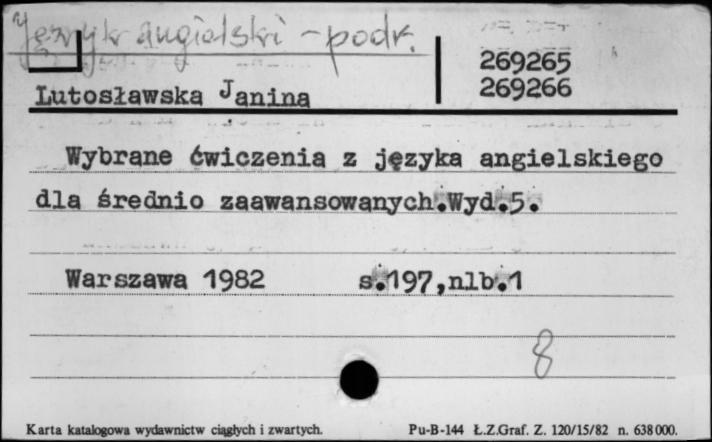 Język angielski - podr.
269265
269266
Lutosławska Janina
Wybrane ćwiczenia z języka angielskiego
dla średnio zaawansowanych.Wyd.5.
Warszawa 1982 s.197,nlb.1
8
Karta katalogowa wydawnictw ciągłych i zwartych. Pu-B-144 Ł.Z.Graf. Z. 120/15/82 n. 638000.